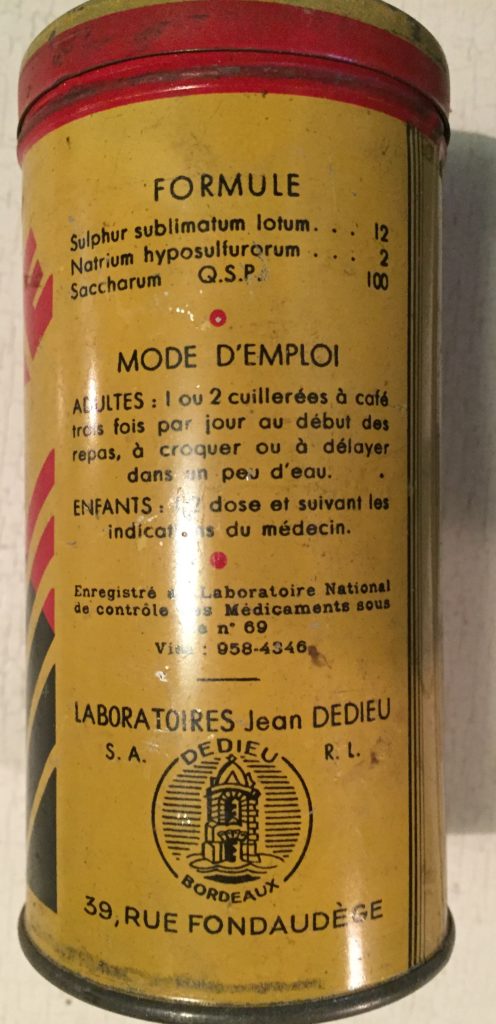 FORMULE
Sulphur sublimatum lotum. . . 12
Natrium hyposulfurorum . . . 2
Saccharum Q.S.P. 100
MODE D'EMPLOI
ADULTES : 1 ou 2 cuillerées à café
trois fois par jour au début des
repas, à croquer ou à délayer
dans un peu d'eau.
ENFANTS : dose et suivant les
indications du médecin.
Enregistré Laboratoire National
de contrôle des Médicaments sous
le n° 69
Visa : 958-4346
LABORATOIRES Jean DEDIEU
S. A. R. L.
DEDIEU
BORDEAUX
39, RUE FONDAUDÈGE